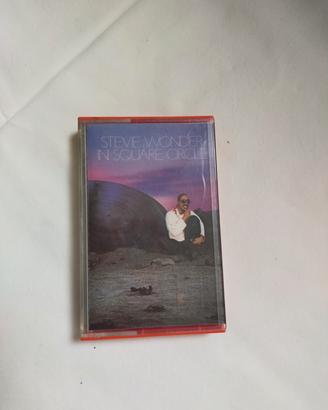 STEVIE WONDER
IN SQUARE CIRCLE